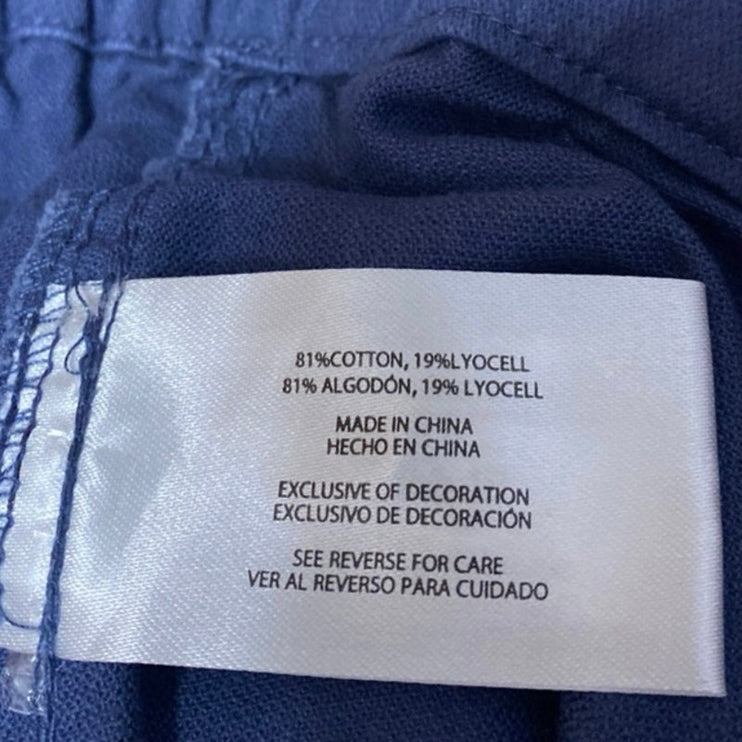 81%COTTON, 19%LYOCELL
81% ALGODÓN, 19% LYOCELL
MADE IN CHINA
HECHO EN CHINA
EXCLUSIVE OF DECORATION
EXCLUSIVO DE DECORACIÓN
SEE REVERSE FOR CARE
VER AL REVERSO PARA CUIDADO